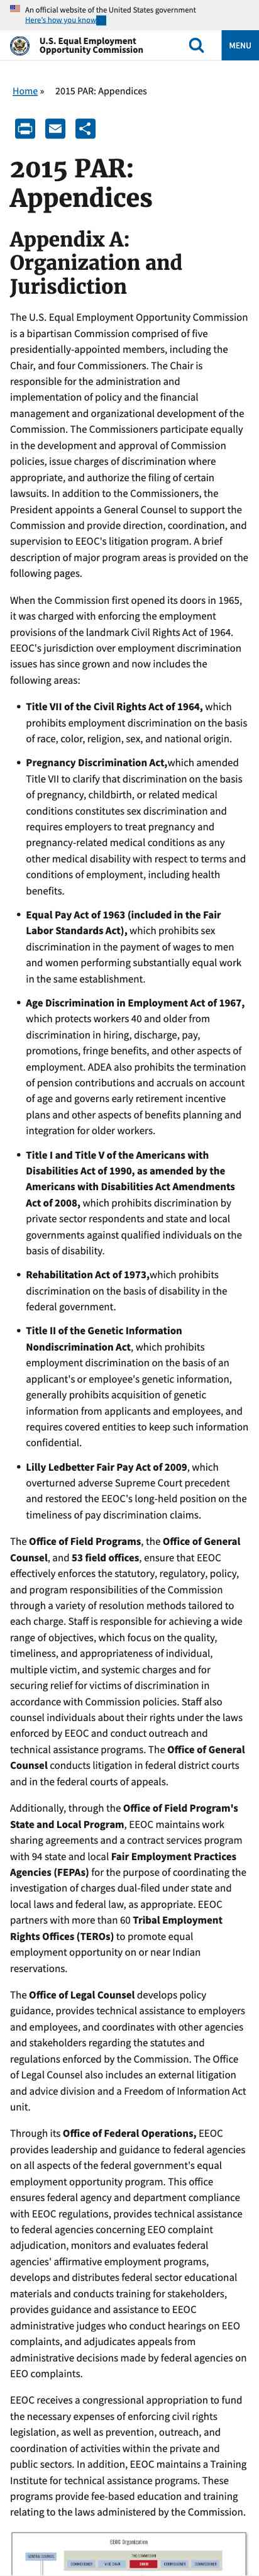 An official website of the United States government
Here's how you know
U.S. Equal Employment
Opportunity Commission
MENU
Home » 2015 PAR: Appendices
2015 PAR:
Appendices
Appendix A:
Organization and
Jurisdiction
The U.S. Equal Employment Opportunity Commission
is a bipartisan Commission comprised of five
presidentially-appointed members, including the
Chair, and four Commissioners. The Chair is
responsible for the administration and
implementation of policy and the financial
management and organizational development of the
Commission. The Commissioners participate equally
in the development and approval of Commission
policies, issue charges of discrimination where
appropriate, and authorize the filing of certain
lawsuits. In addition to the Commissioners, the
President appoints a General Counsel to support the
Commission and provide direction, coordination, and
supervision to EEOC's litigation program. A brief
description of major program areas is provided on the
following pages.
When the Commission first opened its doors in 1965,
it was charged with enforcing the employment
provisions of the landmark Civil Rights Act of 1964.
EEOC's jurisdiction over employment discrimination
issues has since grown and now includes the
following areas:
• Title VII of the Civil Rights Act of 1964, which
prohibits employment discrimination on the basis
of race, color, religion, sex, and national origin.
• Pregnancy Discrimination Act,which amended
Title VII to clarify that discrimination on the basis
of pregnancy, childbirth, or related medical
conditions constitutes sex discrimination and
requires employers to treat pregnancy and
pregnancy-related medical conditions as any
other medical disability with respect to terms and
conditions of employment, including health
benefits.
• Equal Pay Act of 1963 (included in the Fair
Labor Standards Act), which prohibits sex
discrimination in the payment of wages to men
and women performing substantially equal work
in the same establishment.
• Age Discrimination in Employment Act of 1967,
which protects workers 40 and older from
discrimination in hiring, discharge, pay,
promotions, fringe benefits, and other aspects of
employment. ADEA also prohibits the termination
of pension contributions and accruals on account
of age and governs early retirement incentive
plans and other aspects of benefits planning and
integration for older workers.
• Title I and Title V of the Americans with
Disabilities Act of 1990, as amended by the
Americans with Disabilities Act Amendments
Act of 2008, which prohibits discrimination by
private sector respondents and state and local
governments against qualified individuals on the
basis of disability.
• Rehabilitation Act of 1973,which prohibits
discrimination on the basis of disability in the
federal government.
• Title II of the Genetic Information
Nondiscrimination Act, which prohibits
employment discrimination on the basis of an
applicant's or employee's genetic information,
generally prohibits acquisition of genetic
information from applicants and employees, and
requires covered entities to keep such information
confidential.
• Lilly Ledbetter Fair Pay Act of 2009, which
overturned adverse Supreme Court precedent
and restored the EEOC's long-held position on the
timeliness of pay discrimination claims.
The Office of Field Programs, the Office of General
Counsel, and 53 field offices, ensure that EEOC
effectively enforces the statutory, regulatory, policy,
and program responsibilities of the Commission
through a variety of resolution methods tailored to
each charge. Staff is responsible for achieving a wide
range of objectives, which focus on the quality,
timeliness, and appropriateness of individual,
multiple victim, and systemic charges and for
securing relief for victims of discrimination in
accordance with Commission policies. Staff also
counsel individuals about their rights under the laws
enforced by EEOC and conduct outreach and
technical assistance programs. The Office of General
Counsel conducts litigation in federal district courts
and in the federal courts of appeals.
Additionally, through the Office of Field Program's
State and Local Program, EEOC maintains work
sharing agreements and a contract services program
with 94 state and local Fair Employment Practices
Agencies (FEPAs) for the purpose of coordinating the
investigation of charges dual-filed under state and
local laws and federal law, as appropriate. EEOC
partners with more than 60 Tribal Employment
Rights Offices (TEROs) to promote equal
employment opportunity on or near Indian
reservations.
The Office of Legal Counsel develops policy
guidance, provides technical assistance to employers
and employees, and coordinates with other agencies
and stakeholders regarding the statutes and
regulations enforced by the Commission. The Office
of Legal Counsel also includes an external litigation
and advice division and a Freedom of Information Act
unit.
Through its Office of Federal Operations, EEOC
provides leadership and guidance to federal agencies
on all aspects of the federal government's equal
employment opportunity program. This office
ensures federal agency and department compliance
with EEOC regulations, provides technical assistance
to federal agencies concerning EEO complaint
adjudication, monitors and evaluates federal
agencies' affirmative employment programs,
develops and distributes federal sector educational
materials and conducts training for stakeholders,
provides guidance and assistance to EEOC
administrative judges who conduct hearings on EEO
complaints, and adjudicates appeals from
administrative decisions made by federal agencies on
EEO complaints.
EEOC receives a congressional appropriation to fund
the necessary expenses of enforcing civil rights
legislation, as well as prevention, outreach, and
coordination of activities within the private and
public sectors. In addition, EEOC maintains a Training
Institute for technical assistance programs. These
programs provide fee-based education and training
relating to the laws administered by the Commission.
EEOC Organization
GENERAL COUNSEL
THE COMMISSION
COMMISSIONER VICE CHAIR CHAIR COMMISSIONER COMMISSIONER